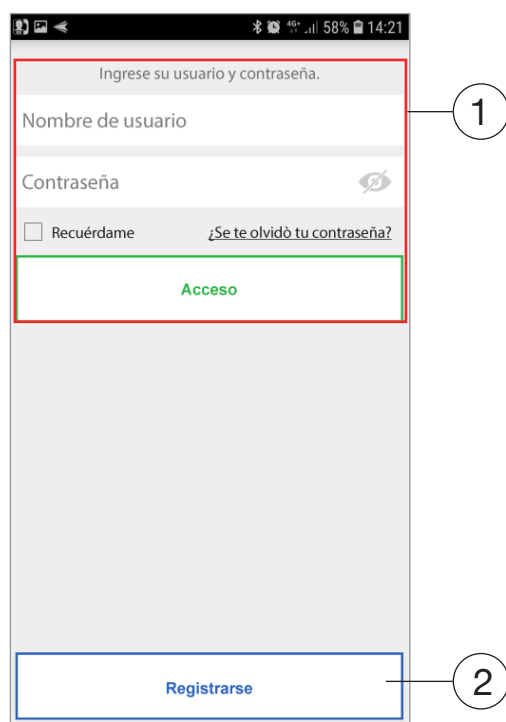 4G+ 58% 14:21
Ingrese su usuario y contraseña.
Nombre de usuario
1
Contraseña
Recuérdame ¿Se te olvidò tu contraseña?
Acceso
Registrarse
2